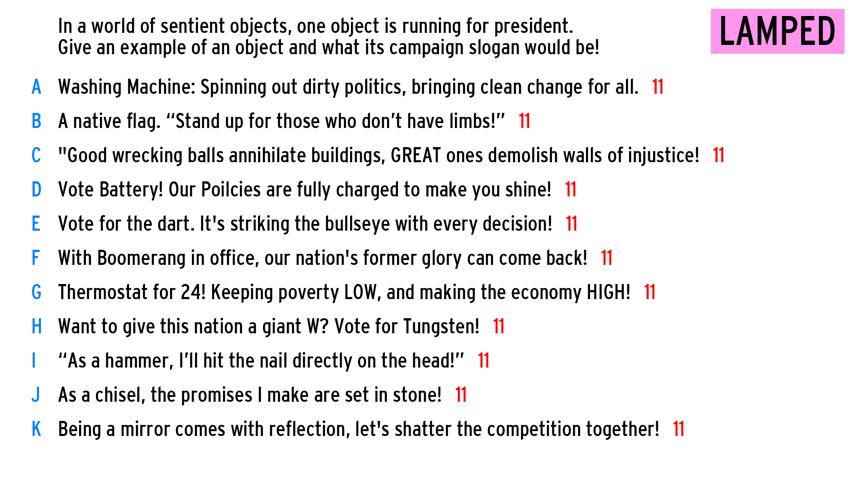 In a world of sentient objects, one object is running for president.
Give an example of an object and what its campaign slogan would be!
LAMPED
A Washing Machine: Spinning out dirty politics, bringing clean change for all. 11
B A native flag. “Stand up for those who don’t have limbs!” 11
C "Good wrecking balls annihilate buildings, GREAT ones demolish walls of injustice! 11
D Vote Battery! Our Poilcies are fully charged to make you shine! 11
E Vote for the dart. It's striking the bullseye with every decision! 11
F With Boomerang in office, our nation's former glory can come back! 11
G Thermostat for 24! Keeping poverty LOW, and making the economy HIGH! 11
H Want to give this nation a giant W? Vote for Tungsten! 11
I “As a hammer, I’ll hit the nail directly on the head!” 11
J As a chisel, the promises I make are set in stone! 11
K Being a mirror comes with reflection, let's shatter the competition together! 11